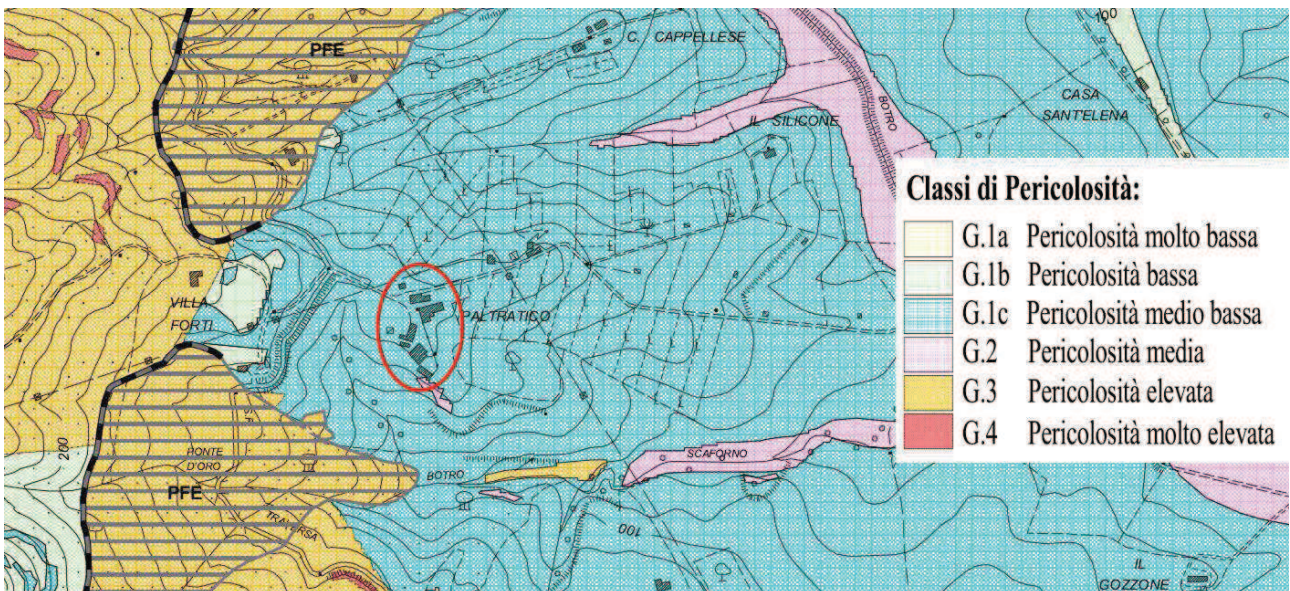 PFE
C. CAPPELLESE
100
CASA
SANT'ELENA
BOTRO
IL SILICONE
VILLA
FORTI
PALTRATICO
Classi di Pericolosità:
G.1a Pericolosità molto bassa
G.1b Pericolosità bassa
G.1c Pericolosità medio bassa
G.2 Pericolosità media
G.3 Pericolosità elevata
G.4 Pericolosità molto elevata
200
PONTE
D'ORO
PFE
TRAVERSA
BOTRO
SCAFORNO
100
IL
GOZZONE